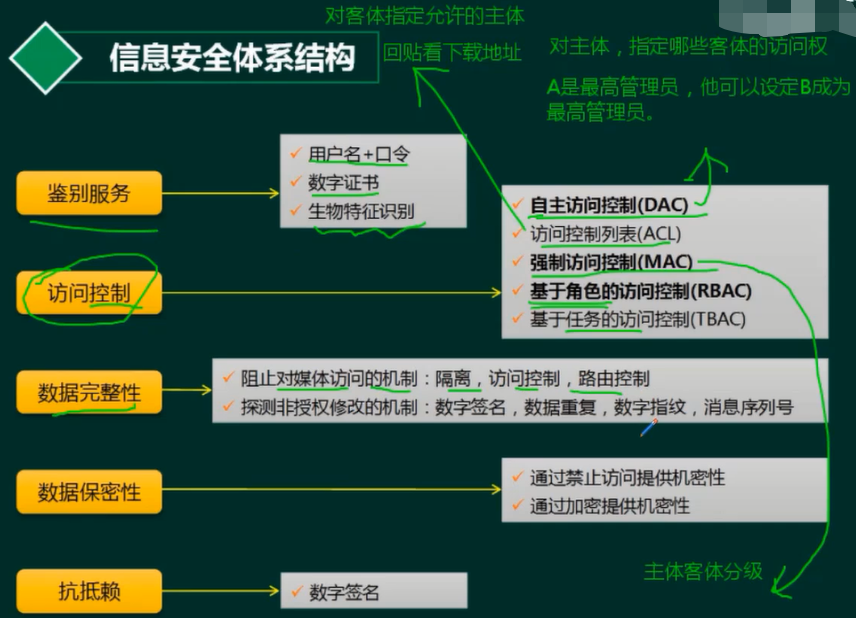 对客体指定允许的主体
信息安全体系结构
回贴看下载地址
对主体，指定哪些客体的访问权
A是最高管理员，他可以设定B成为
最高管理员。
鉴别服务
用户名+口令
数字证书
生物特征识别
访问控制
自主访问控制(DAC)
访问控制列表(ACL)
强制访问控制(MAC)
基于角色的访问控制(RBAC)
基于任务的访问控制(TBAC)
数据完整性
阻止对媒体访问的机制：隔离，访问控制，路由控制
探测非授权修改的机制：数字签名，数据重复，数字指纹，消息序列号
数据保密性
通过禁止访问提供机密性
通过加密提供机密性
主体客体分级
抗抵赖
数字签名